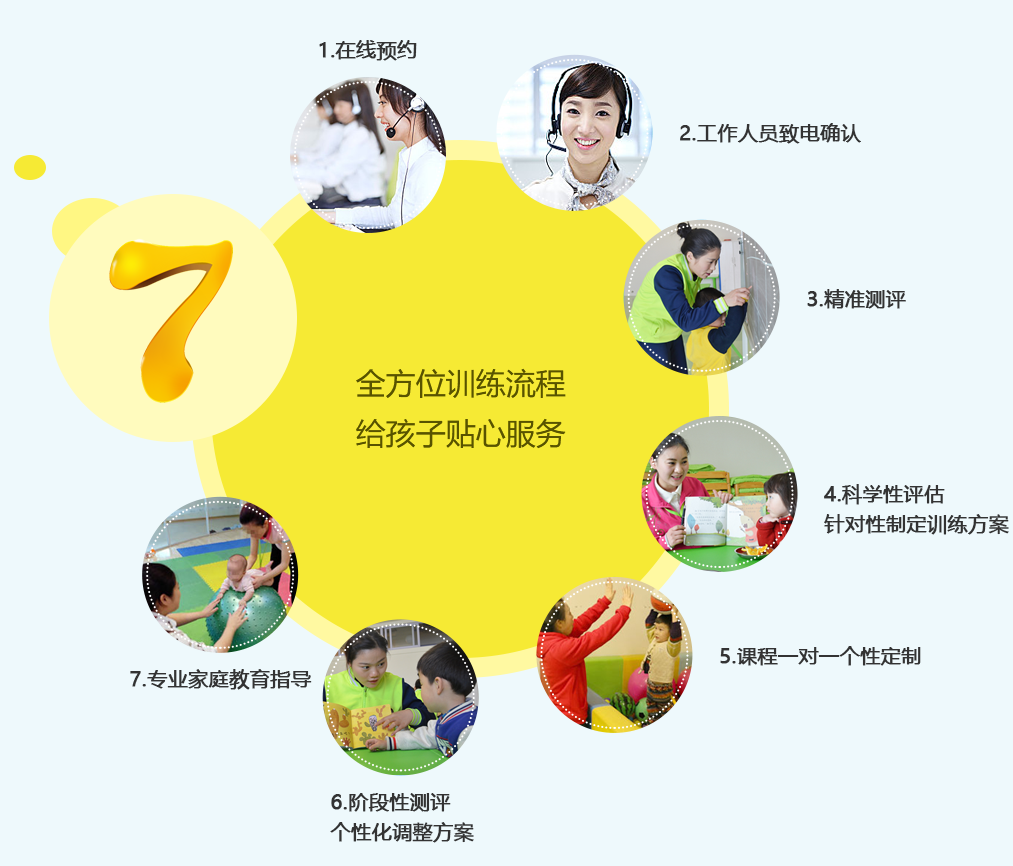 1.在线预约
2.工作人员致电确认
7
3.精准测评
全方位训练流程
给孩子贴心服务
4.科学性评估
针对性制定训练方案
5.课程一对一个性定制
7.专业家庭教育指导
6.阶段性测评
个性化调整方案